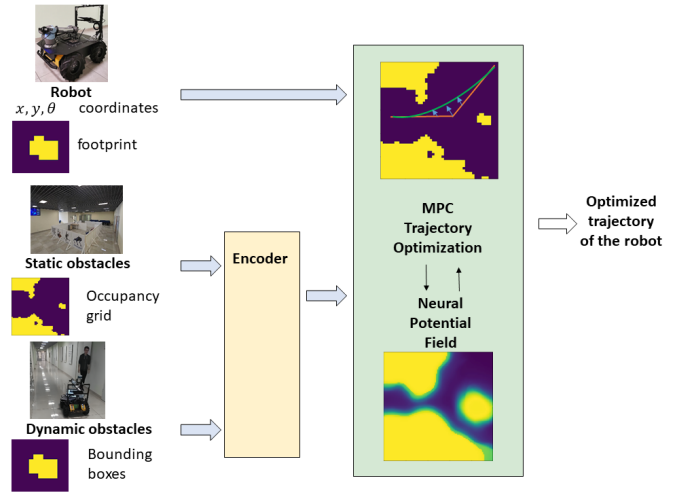 Robot
x, y, θ coordinates
footprint
Static obstacles
Occupancy
grid
Dynamic obstacles
Bounding
boxes
Encoder
MPC
Trajectory
Optimization
Neural
Potential
Field
Optimized
trajectory
of the robot